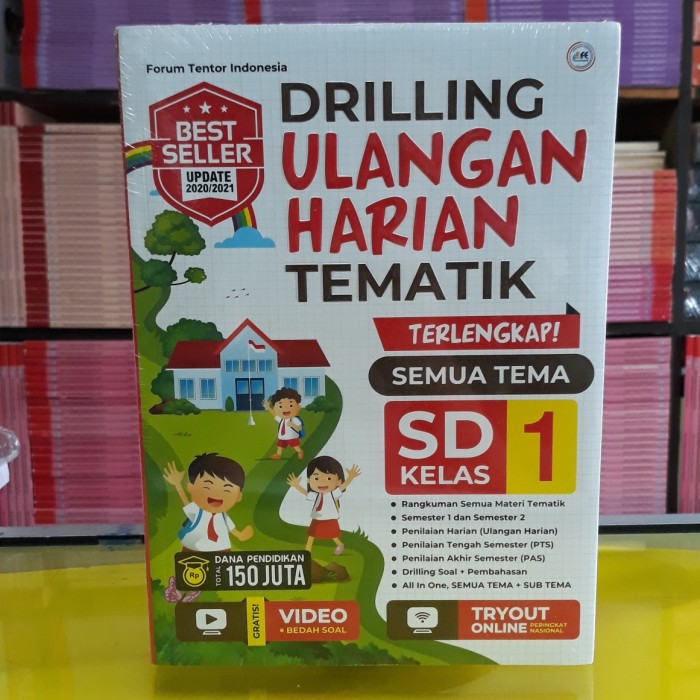 Forum Tentor Indonesia
BEST
SELLER
UPDATE
2020/2021
DRILLING
ULANGAN
HARIAN
TEMATIK
TERLENGKAP!
SEMUA TEMA
SD
KELAS
1
• Rangkuman Semua Materi Tematik
• Semester 1 dan Semester 2
• Penilaian Harian (Ulangan Harian)
• Penilaian Tengah Semester (PTS)
• Penilaian Akhir Semester (PAS)
• Drilling Soal + Pembahasan
• All In One, SEMUA TEMA + SUB TEMA
Rp
DANA PENDIDIKAN
TOTAL 150 JUTA
GRATIS!
VIDEO
• BEDAH SOAL
TRYOUT
ONLINE PERINGKAT
NASIONAL